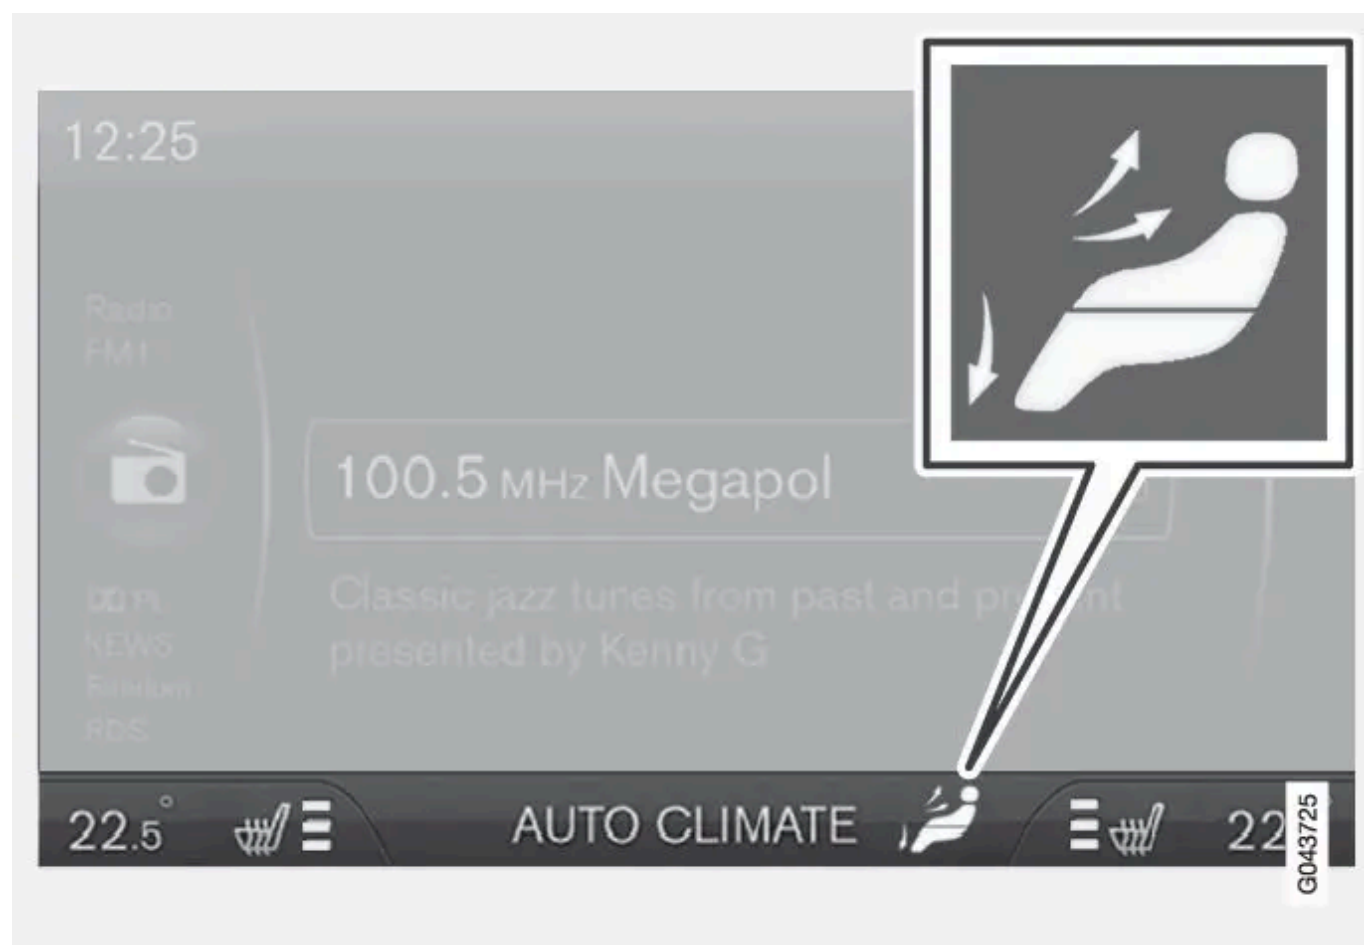 12:25
Radio
FM1
100.5 MHz Megapol
Classic jazz tunes from past and
presented by Kenny G
NEWS
RDS
22.5° AUTO CLIMATE 22
G043725